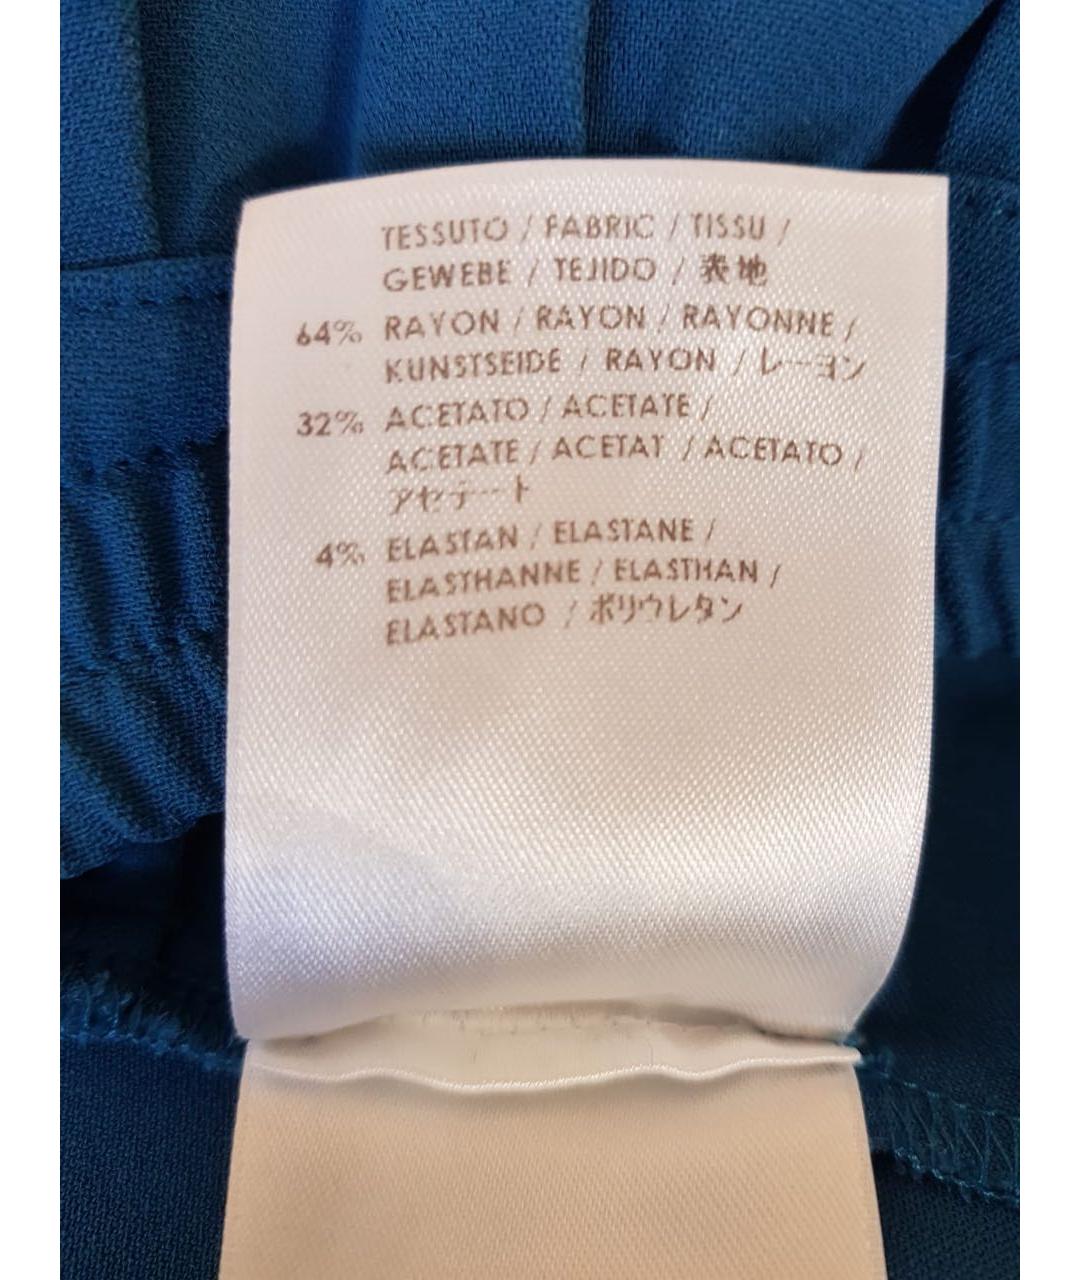 TESSUTO / FABRIC / TISSU /
GEWEBE / TEJIDO / 表地
64% RAYON / RAYON / RAYONNE /
KUNSTSEIDE / RAYON / レーヨン
32% ACETATO / ACETATE /
ACETATE / ACETAT / ACETATO /
アセテート
4% ELASTAN / ELASTANE /
ELASTHANNE / ELASTHAN /
ELASTANO / ポリウレタン